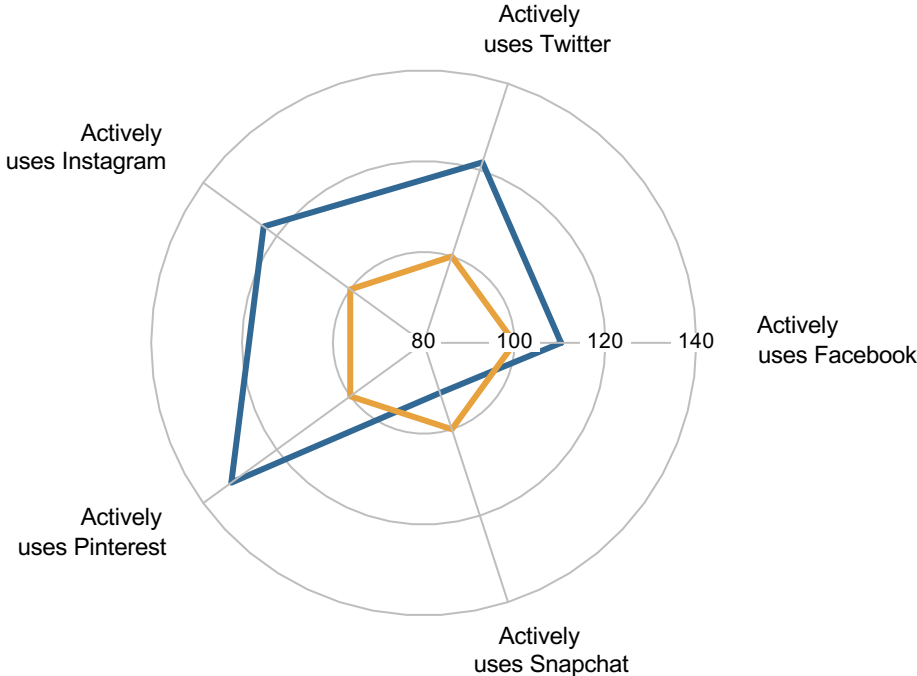 Actively
uses Twitter
Actively
uses Instagram
Actively
uses Facebook
80
100
120
140
Actively
uses Pinterest
Actively
uses Snapchat